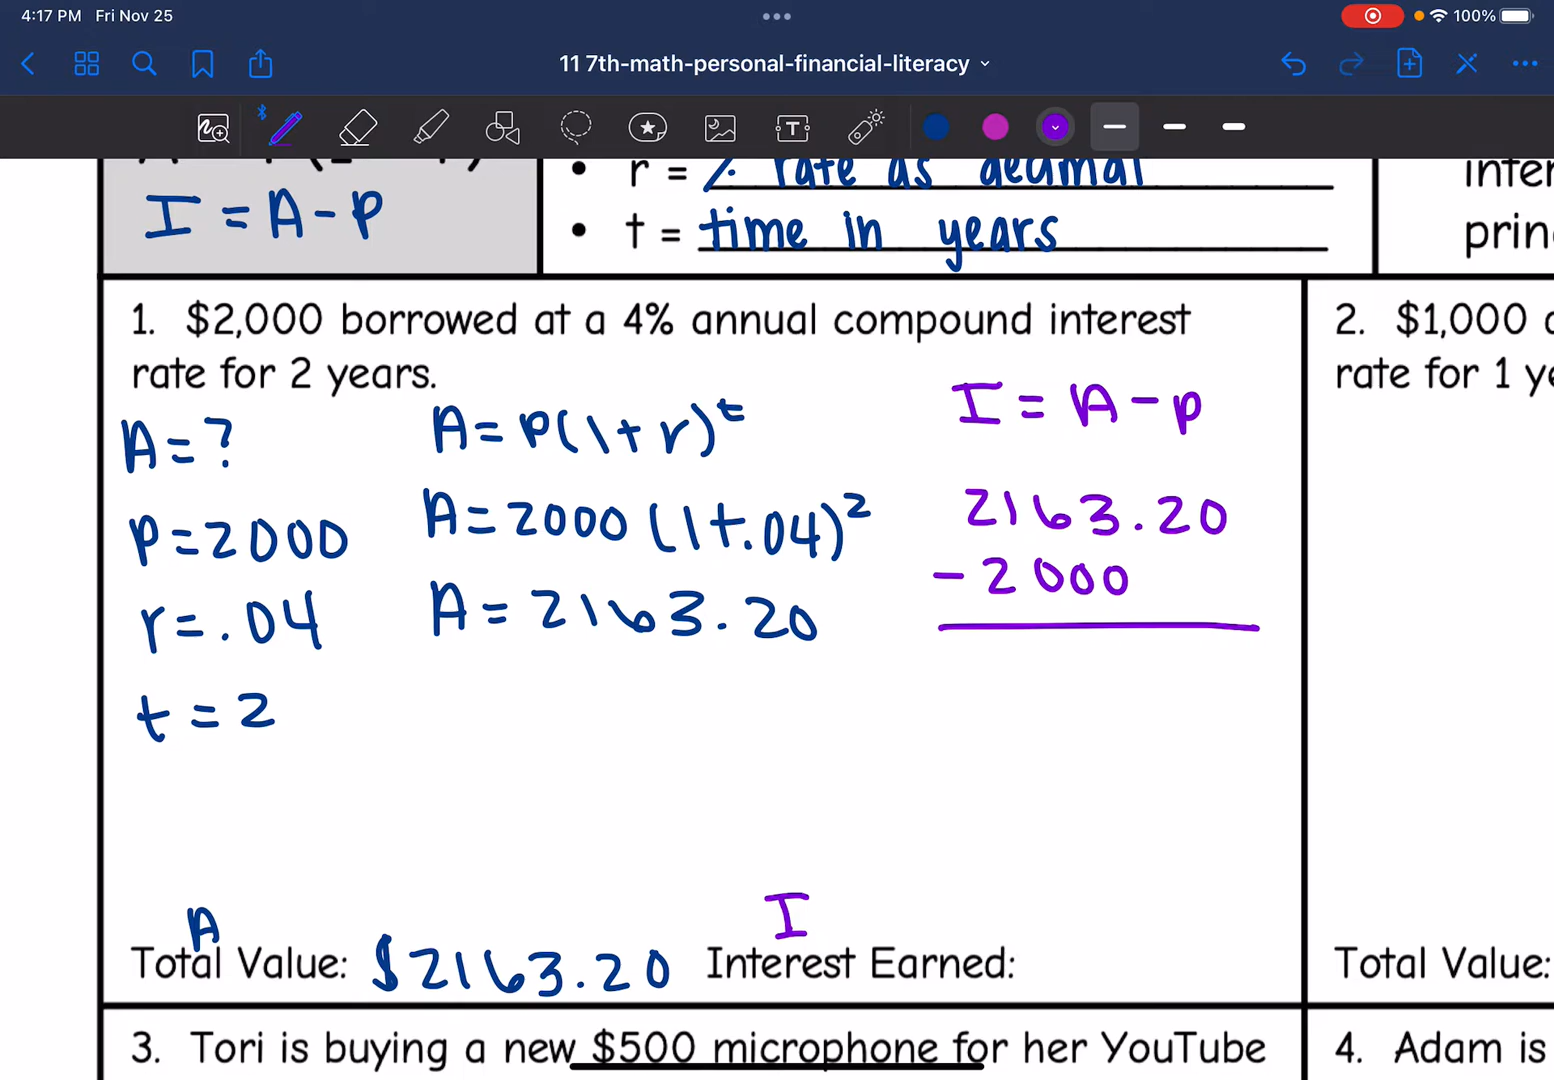 4:17 PM Fri Nov 25
100%
11 7th-math-personal-financial-literacy
I = A - P
• r = % rate as decimal
• t = time in years
1. $2,000 borrowed at a 4% annual compound interest
rate for 2 years.
A = ?
P = 2000
r = .04
t = 2
A = P(1 + r)^t
A = 2000 (1 + .04)^2
A = 2163.20
I = A - P
2163.20
- 2000
A
Total Value: $2163.20
I
Interest Earned:
2. $1,000
rate for 1
Total Value:
3. Tori is buying a new $500 microphone for her YouTube
4. Adam is